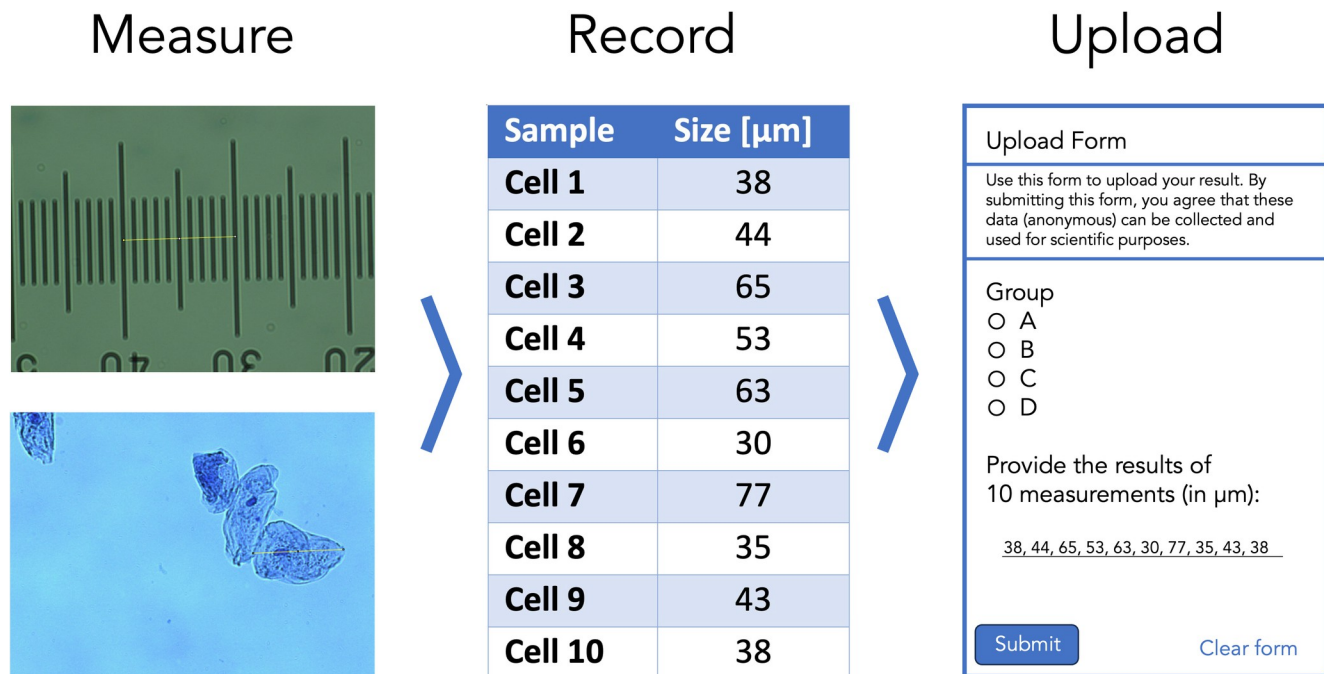 Measure
Record
Upload
40
30
20
Sample Size [µm]
Cell 1 38
Cell 2 44
Cell 3 65
Cell 4 53
Cell 5 63
Cell 6 30
Cell 7 77
Cell 8 35
Cell 9 43
Cell 10 38
Upload Form
Use this form to upload your result. By
submitting this form, you agree that these
data (anonymous) can be collected and
used for scientific purposes.
Group
A
B
C
D
Provide the results of
10 measurements (in µm):
38, 44, 65, 53, 63, 30, 77, 35, 43, 38
Submit
Clear form